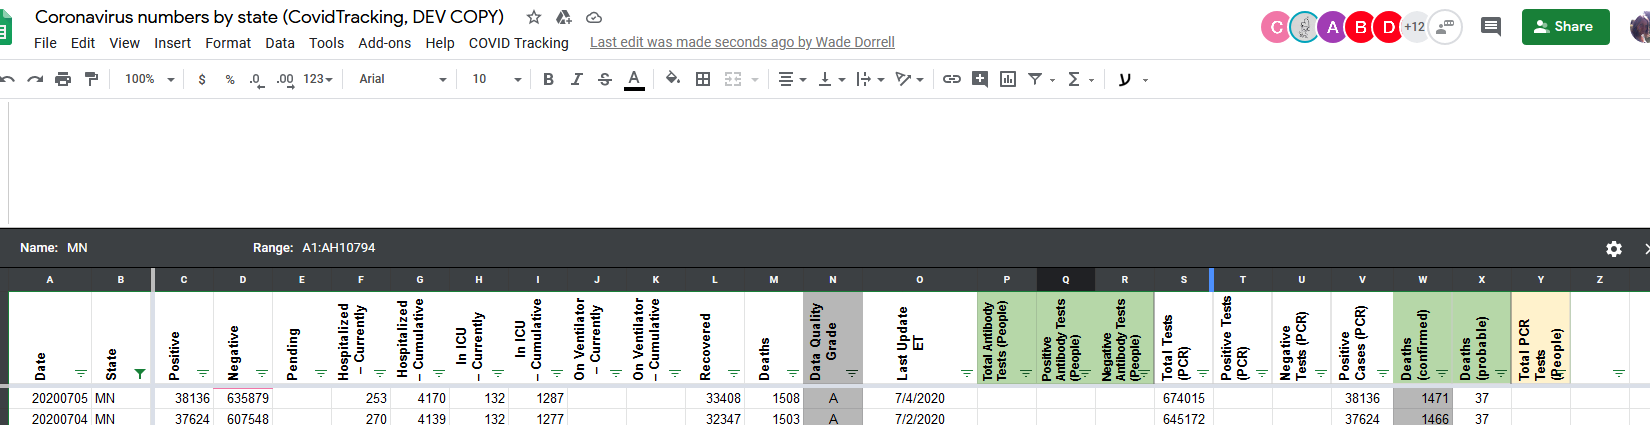 Coronavirus numbers by state (CovidTracking, DEV COPY)
File Edit View Insert Format Data Tools Add-ons Help COVID Tracking Last edit was made seconds ago by Wade Dorrell
C A B D +12 Share
100% $ % .0 .00 123 Arial 10 B I S A
Name: MN Range: A1:AH10794
A B C D E F G H I J K L M N O P Q R S T U V W X Y Z
Date
State
Positive
Negative
Pending
Hospitalized
– Currently
Hospitalized
– Cumulative
In ICU
– Currently
In ICU
– Cumulative
On Ventilator
– Currently
On Ventilator
– Cumulative
Recovered
Deaths
Data Quality
Grade
Last Update
ET
Total Antibody
Tests (People)
Positive
Antibody Tests
(People)
Negative
Antibody Tests
(People)
Total Tests
(PCR)
Positive Tests
(PCR)
Negative
Tests (PCR)
Positive
Cases (PCR)
Deaths
(confirmed)
Deaths
(probable)
Total PCR
Tests
(People)
20200705 MN 38136 635879 253 4170 132 1287 33408 1508 A 7/4/2020 674015 38136 1471 37
20200704 MN 37624 607548 270 4139 132 1277 32347 1503 A 7/2/2020 645172 37624 1466 37